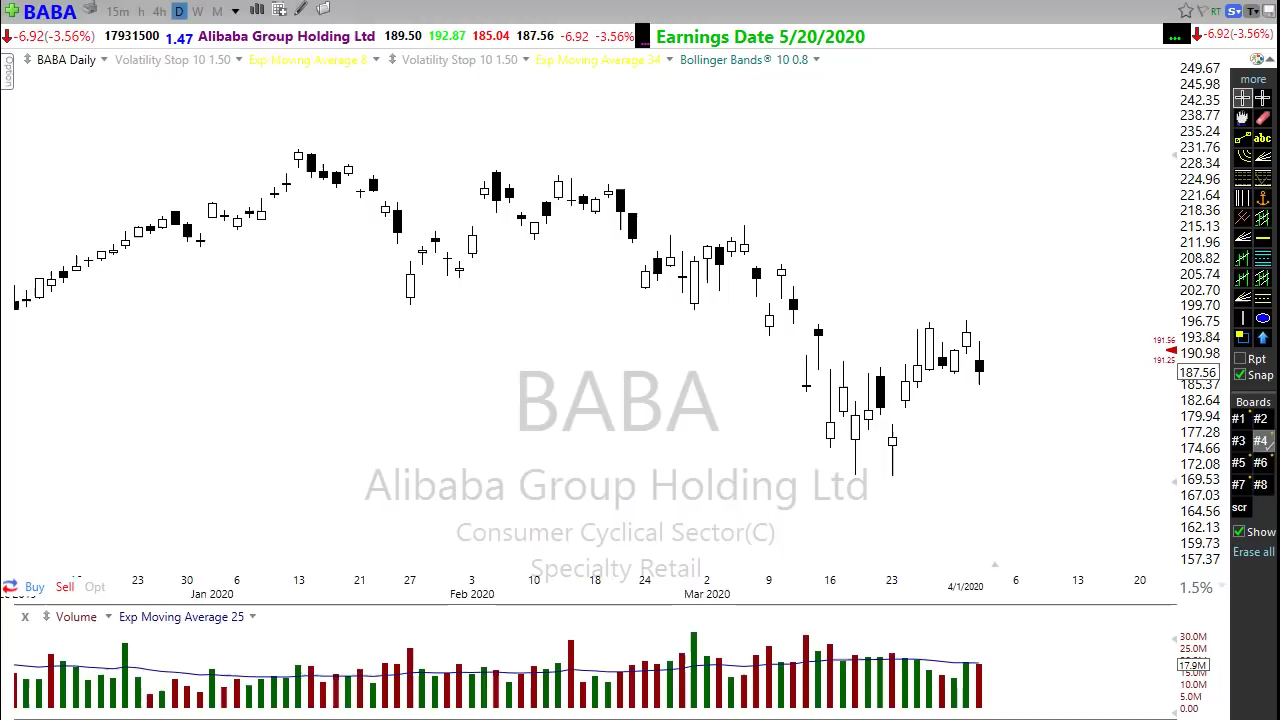 BABA 15m h 4h D W M RT S T
-6.92(-3.56%) 17931500 1.47 Alibaba Group Holding Ltd 189.50 192.87 185.04 187.56 -6.92 -3.56% ... Earnings Date 5/20/2020 ... -6.92(-3.56%)
Option BABA Daily Volatility Stop 10 1.50 Exp Moving Average 8 Volatility Stop 10 1.50 Exp Moving Average 34 Bollinger Bands® 10 0.8
249.67
245.98
242.35
238.77
235.24
231.76
228.34
224.96
221.64
218.36
215.13
211.96
208.82
205.74
202.70
199.70
196.75
193.84
191.56
190.98
191.25
187.56
185.37
182.64
179.94
177.28
174.66
172.08
169.53
167.03
164.56
162.13
159.73
157.37
more
abc
Rpt
Snap
Boards
#1 #2
#3 #4
#5 #6
#7 #8
scr
Show
Erase all
BABA
Alibaba Group Holding Ltd
Consumer Cyclical Sector(C)
Specialty Retail
Buy Sell Opt
23 30 6 13 21 27 3 10 18 24 2 9 16 23 4/1/2020 6 13 20
Jan 2020 Feb 2020 Mar 2020
1.5%
x Volume Exp Moving Average 25
30.0M
25.0M
17.9M
15.0M
10.0M
5.0M
0.00